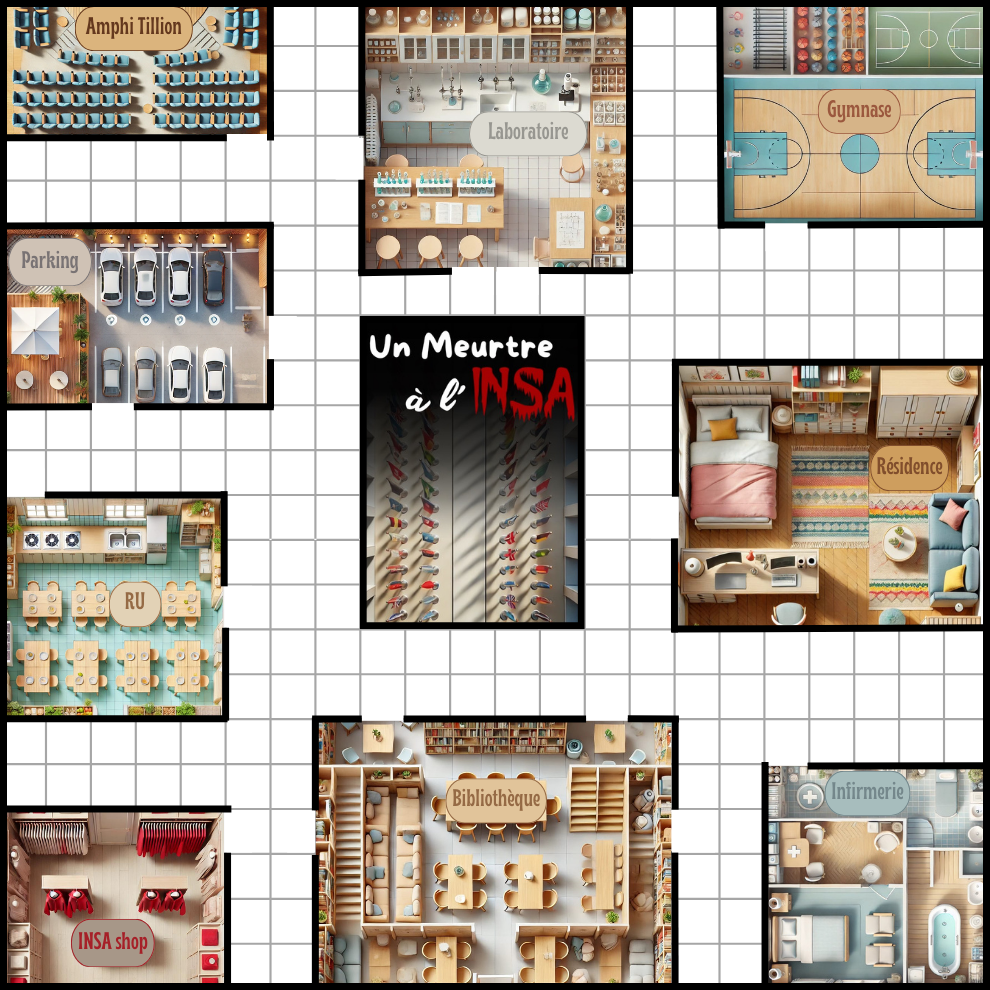 Amphi Tillion
Laboratoire
Gymnase
Parking
Un Meurtre
à l' INSA
Résidence
RU
Bibliothèque
Infirmerie
INSA shop